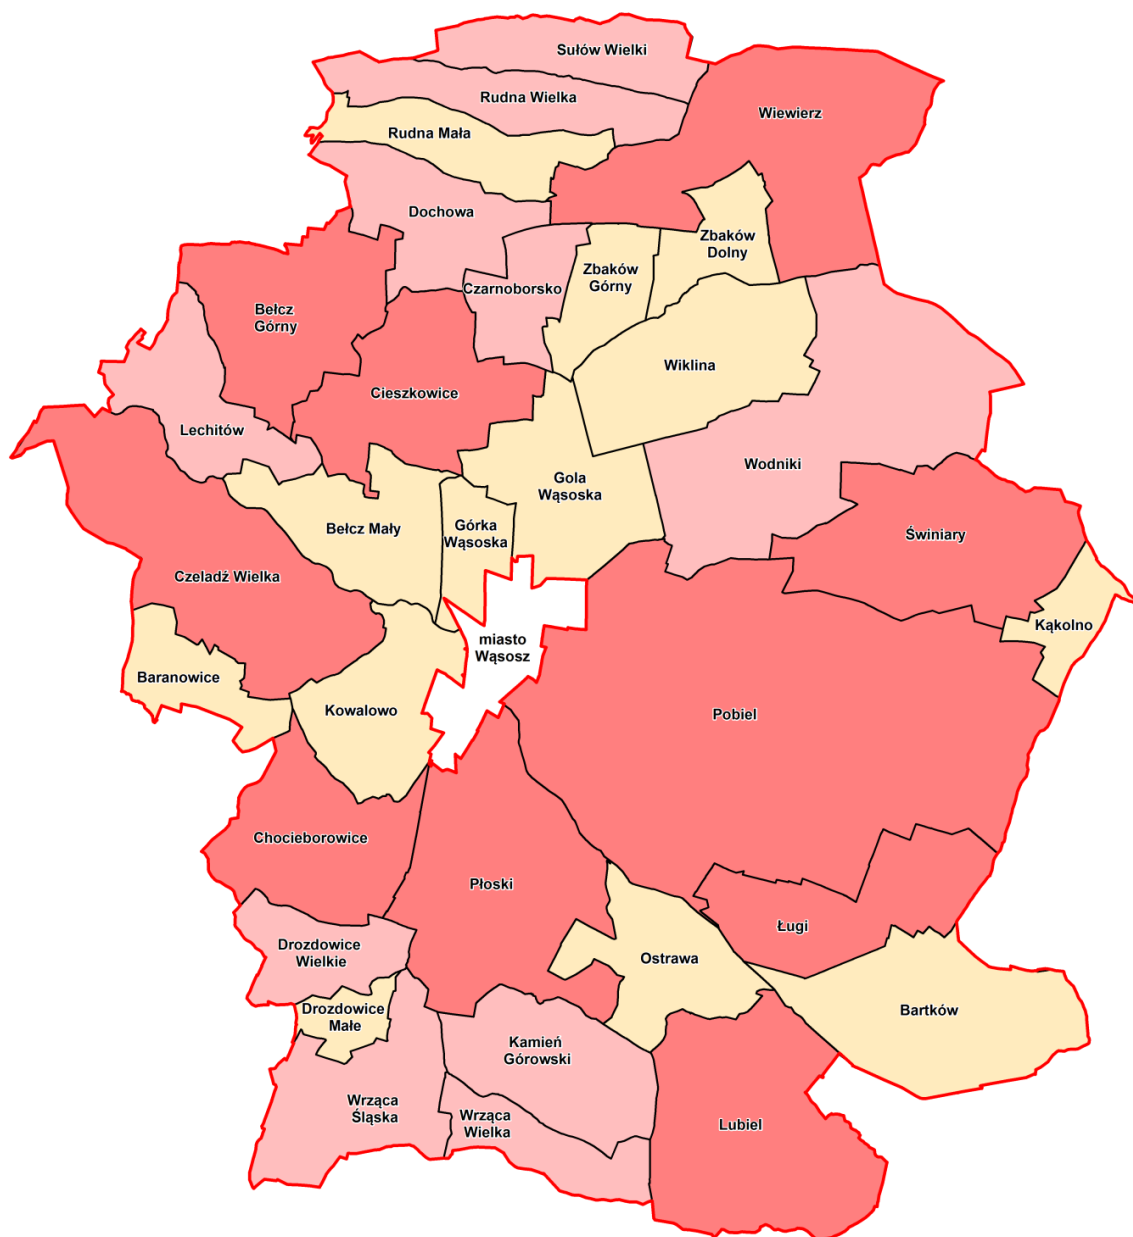 Sułów Wielki
Rudna Wielka
Wiewierz
Rudna Mała
Dochowa
Zbaków
Dolny
Zbaków
Górny
Czarnoborsko
Bełcz
Górny
Wiklina
Cieszkowice
Lechitów
Wodniki
Gola
Wąsoska
Bełcz Mały
Górka
Wąsoska
Świniary
Czeladź Wielka
Kąkolno
miasto
Wąsosz
Baranowice
Kowalowo
Pobiel
Chocieborowice
Płoski
Ługi
Drozdowice
Wielkie
Ostrawa
Drozdowice
Małe
Bartków
Kamień
Górowski
Wrząca
Śląska
Wrząca
Wielka
Lubiel